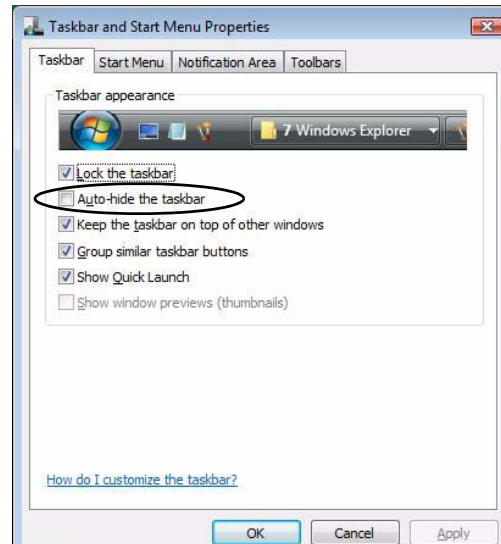 Taskbar and Start Menu Properties
Taskbar Start Menu Notification Area Toolbars
Taskbar appearance
7 Windows Explorer
Lock the taskbar
Auto-hide the taskbar
Keep the taskbar on top of other windows
Group similar taskbar buttons
Show Quick Launch
Show window previews (thumbnails)
How do I customize the taskbar?
OK Cancel Apply